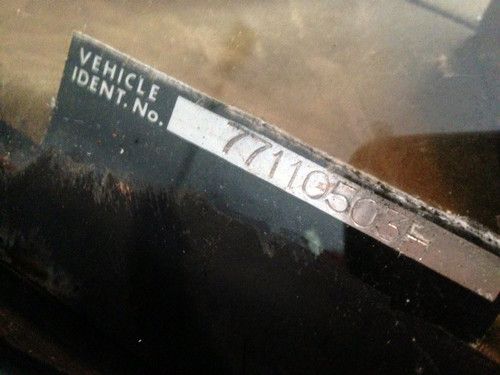 VEHICLE
IDENT. No.
77110503F